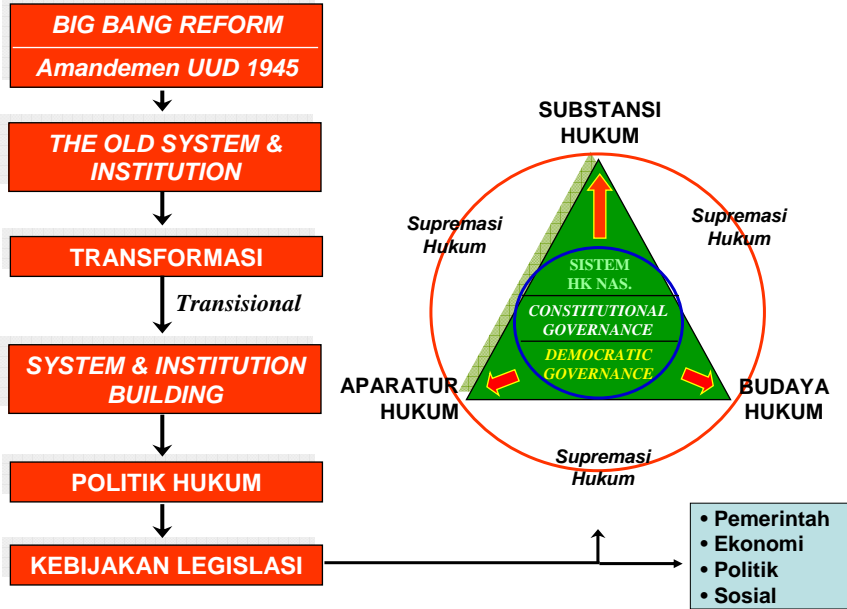 BIG BANG REFORM
Amandemen UUD 1945
THE OLD SYSTEM &
INSTITUTION
TRANSFORMASI
Transisional
SYSTEM & INSTITUTION
BUILDING
POLITIK HUKUM
KEBIJAKAN LEGISLASI
SUBSTANSI
HUKUM
Supremasi
Hukum
Supremasi
Hukum
SISTEM
HK NAS.
CONSTITUTIONAL
GOVERNANCE
DEMOCRATIC
GOVERNANCE
APARATUR
HUKUM
BUDAYA
HUKUM
Supremasi
Hukum
• Pemerintah
• Ekonomi
• Politik
• Sosial